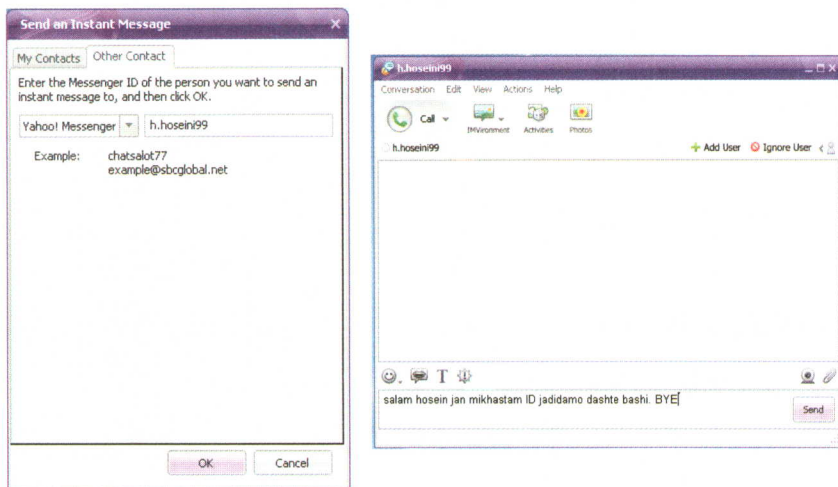 Send an Instant Message
My Contacts Other Contact
Enter the Messenger ID of the person you want to send an
instant message to, and then click OK.
Yahoo! Messenger h.hoseini99
Example: chatsalot77
example@sbcglobal.net
OK Cancel
h.hoseini99
Conversation Edit View Actions Help
Call
IMVironment Activities Photos
h.hoseini99 Add User Ignore User
salam hosein jan mikhastam ID jadidamo dashte bashi. BYE
Send